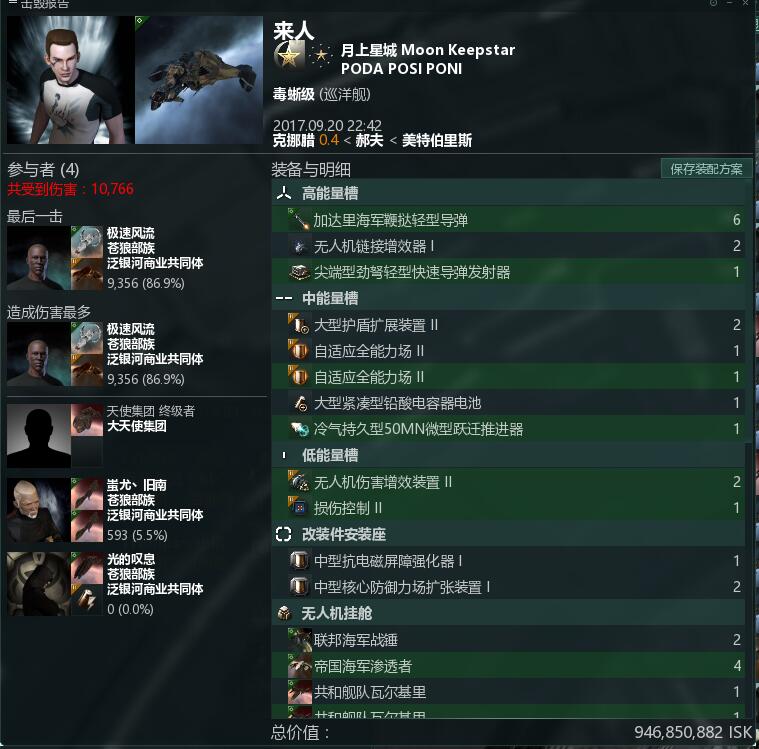 击毁报告
来人
月上星城 Moon Keepstar
PODA POSI PONI
毒蜥级 (巡洋舰)
2017.09.20 22:42
克挪腊 0.4 < 郝夫 < 美特伯里斯
参与者 (4)
共受到伤害：10,766
最后一击
极速风流
苍狼部族
泛银河商业共同体
9,356 (86.9%)
造成伤害最多
极速风流
苍狼部族
泛银河商业共同体
9,356 (86.9%)
天使集团 终级者
大天使集团
蚩尤、旧南
苍狼部族
泛银河商业共同体
593 (5.5%)
光的叹息
苍狼部族
泛银河商业共同体
0 (0.0%)
装备与明细
保存装配方案
高能量槽
加达里海军鞭挞轻型导弹 6
无人机链接增效器 I 2
尖端型劲弩轻型快速导弹发射器 1
中能量槽
大型护盾扩展装置 II 2
自适应全能力场 II 1
自适应全能力场 II 1
大型紧凑型铅酸电容器电池 1
冷气持久型50MN微型跃迁推进器 1
低能量槽
无人机伤害增效装置 II 2
损伤控制 II 1
改装件安装座
中型抗电磁屏障强化器 I 1
中型核心防御力场扩张装置 I 2
无人机挂舱
联邦海军战锤 2
帝国海军渗透者 4
共和舰队瓦尔基里 1
共和舰队瓦尔基里 1
总价值： 946,850,882 ISK